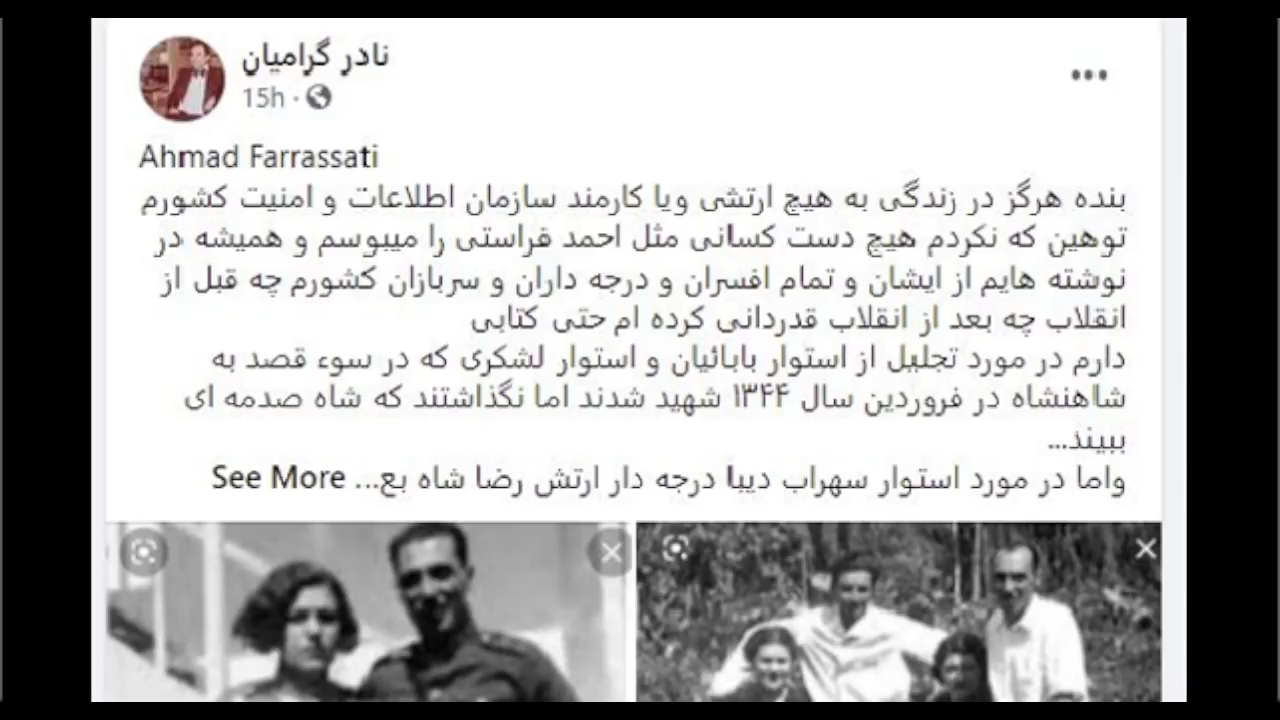 نادر گرامیان
15h ·
Ahmad Farrassati
بنده هرگز در زندگی به هیچ ارتشی ویا کارمند سازمان اطلاعات و امنیت کشورم
توهین که نکردم هیچ دست کسانی مثل احمد فراستی را میبوسم و همیشه در
نوشته هایم از ایشان و تمام افسران و درجه داران و سربازان کشورم چه قبل از
انقلاب چه بعد از انقلاب قدردانی کرده ام حتی کتابی
دارم در مورد تجلیل از استوار بابائیان و استوار لشکری که در سوء قصد به
شاهنشاه در فروردین سال ۱۳۴۴ شهید شدند اما نگذاشتند که شاه صدمه ای
ببیند...
واما در مورد استوار سهراب دیبا درجه دار ارتش رضا شاه بع... See More